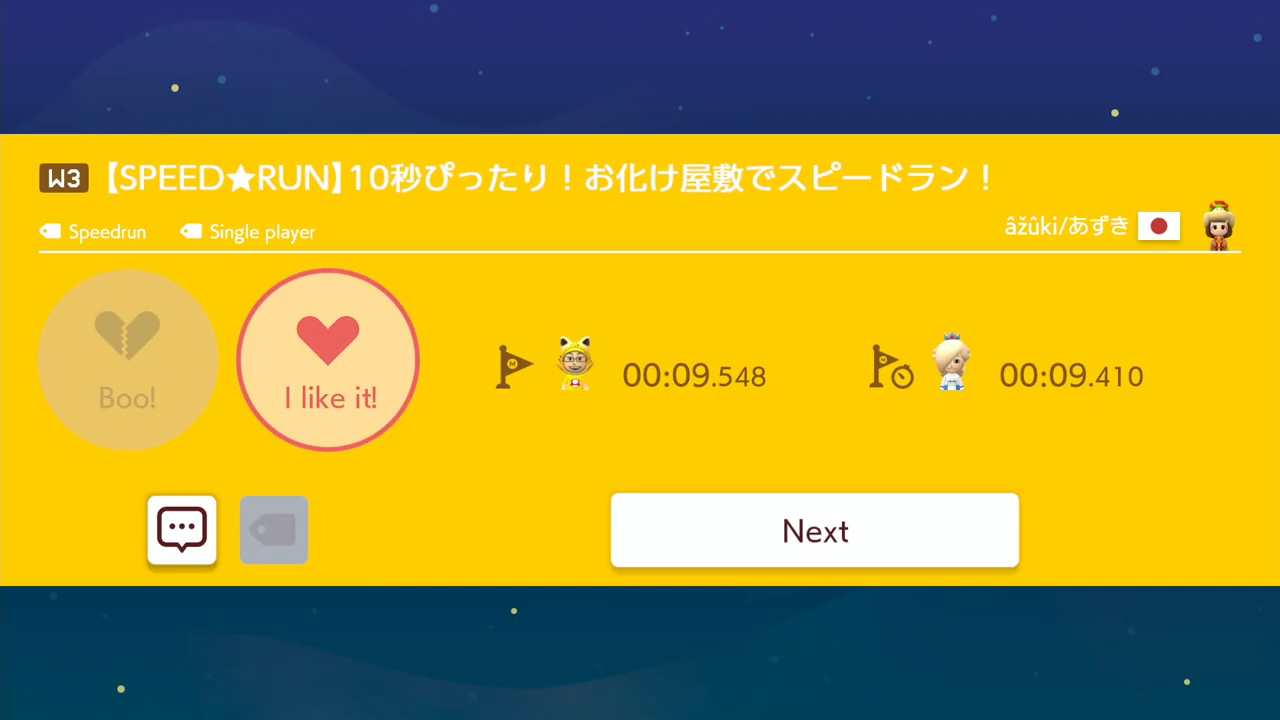 W3 【SPEED★RUN】10秒ぴったり！お化け屋敷でスピードラン！
Speedrun Single player
âžûki/あずき
Boo!
I like it!
M 00:09.548
M 00:09.410
Next